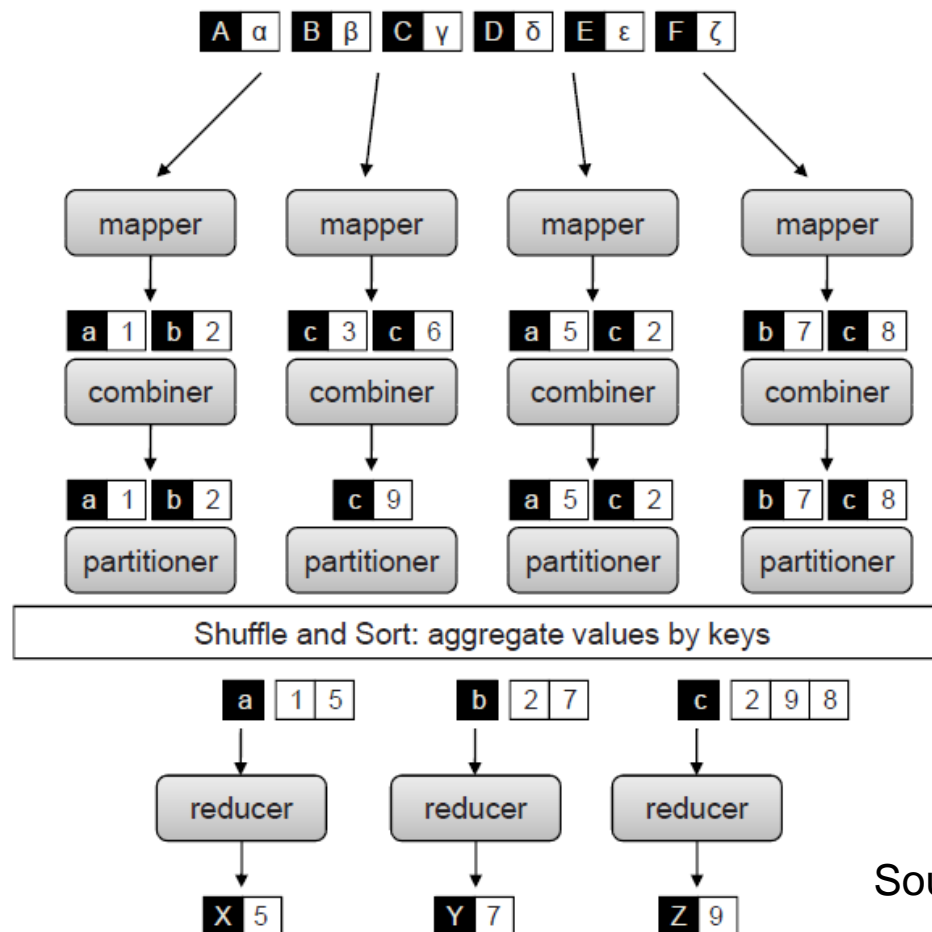 A α B β C γ D δ E ε F ζ
mapper mapper mapper mapper
a 1 b 2 c 3 c 6 a 5 c 2 b 7 c 8
combiner combiner combiner combiner
a 1 b 2 c 9 a 5 c 2 b 7 c 8
partitioner partitioner partitioner partitioner
Shuffle and Sort: aggregate values by keys
a 1 5 b 2 7 c 2 9 8
reducer reducer reducer
Sou
X 5 Y 7 Z 9